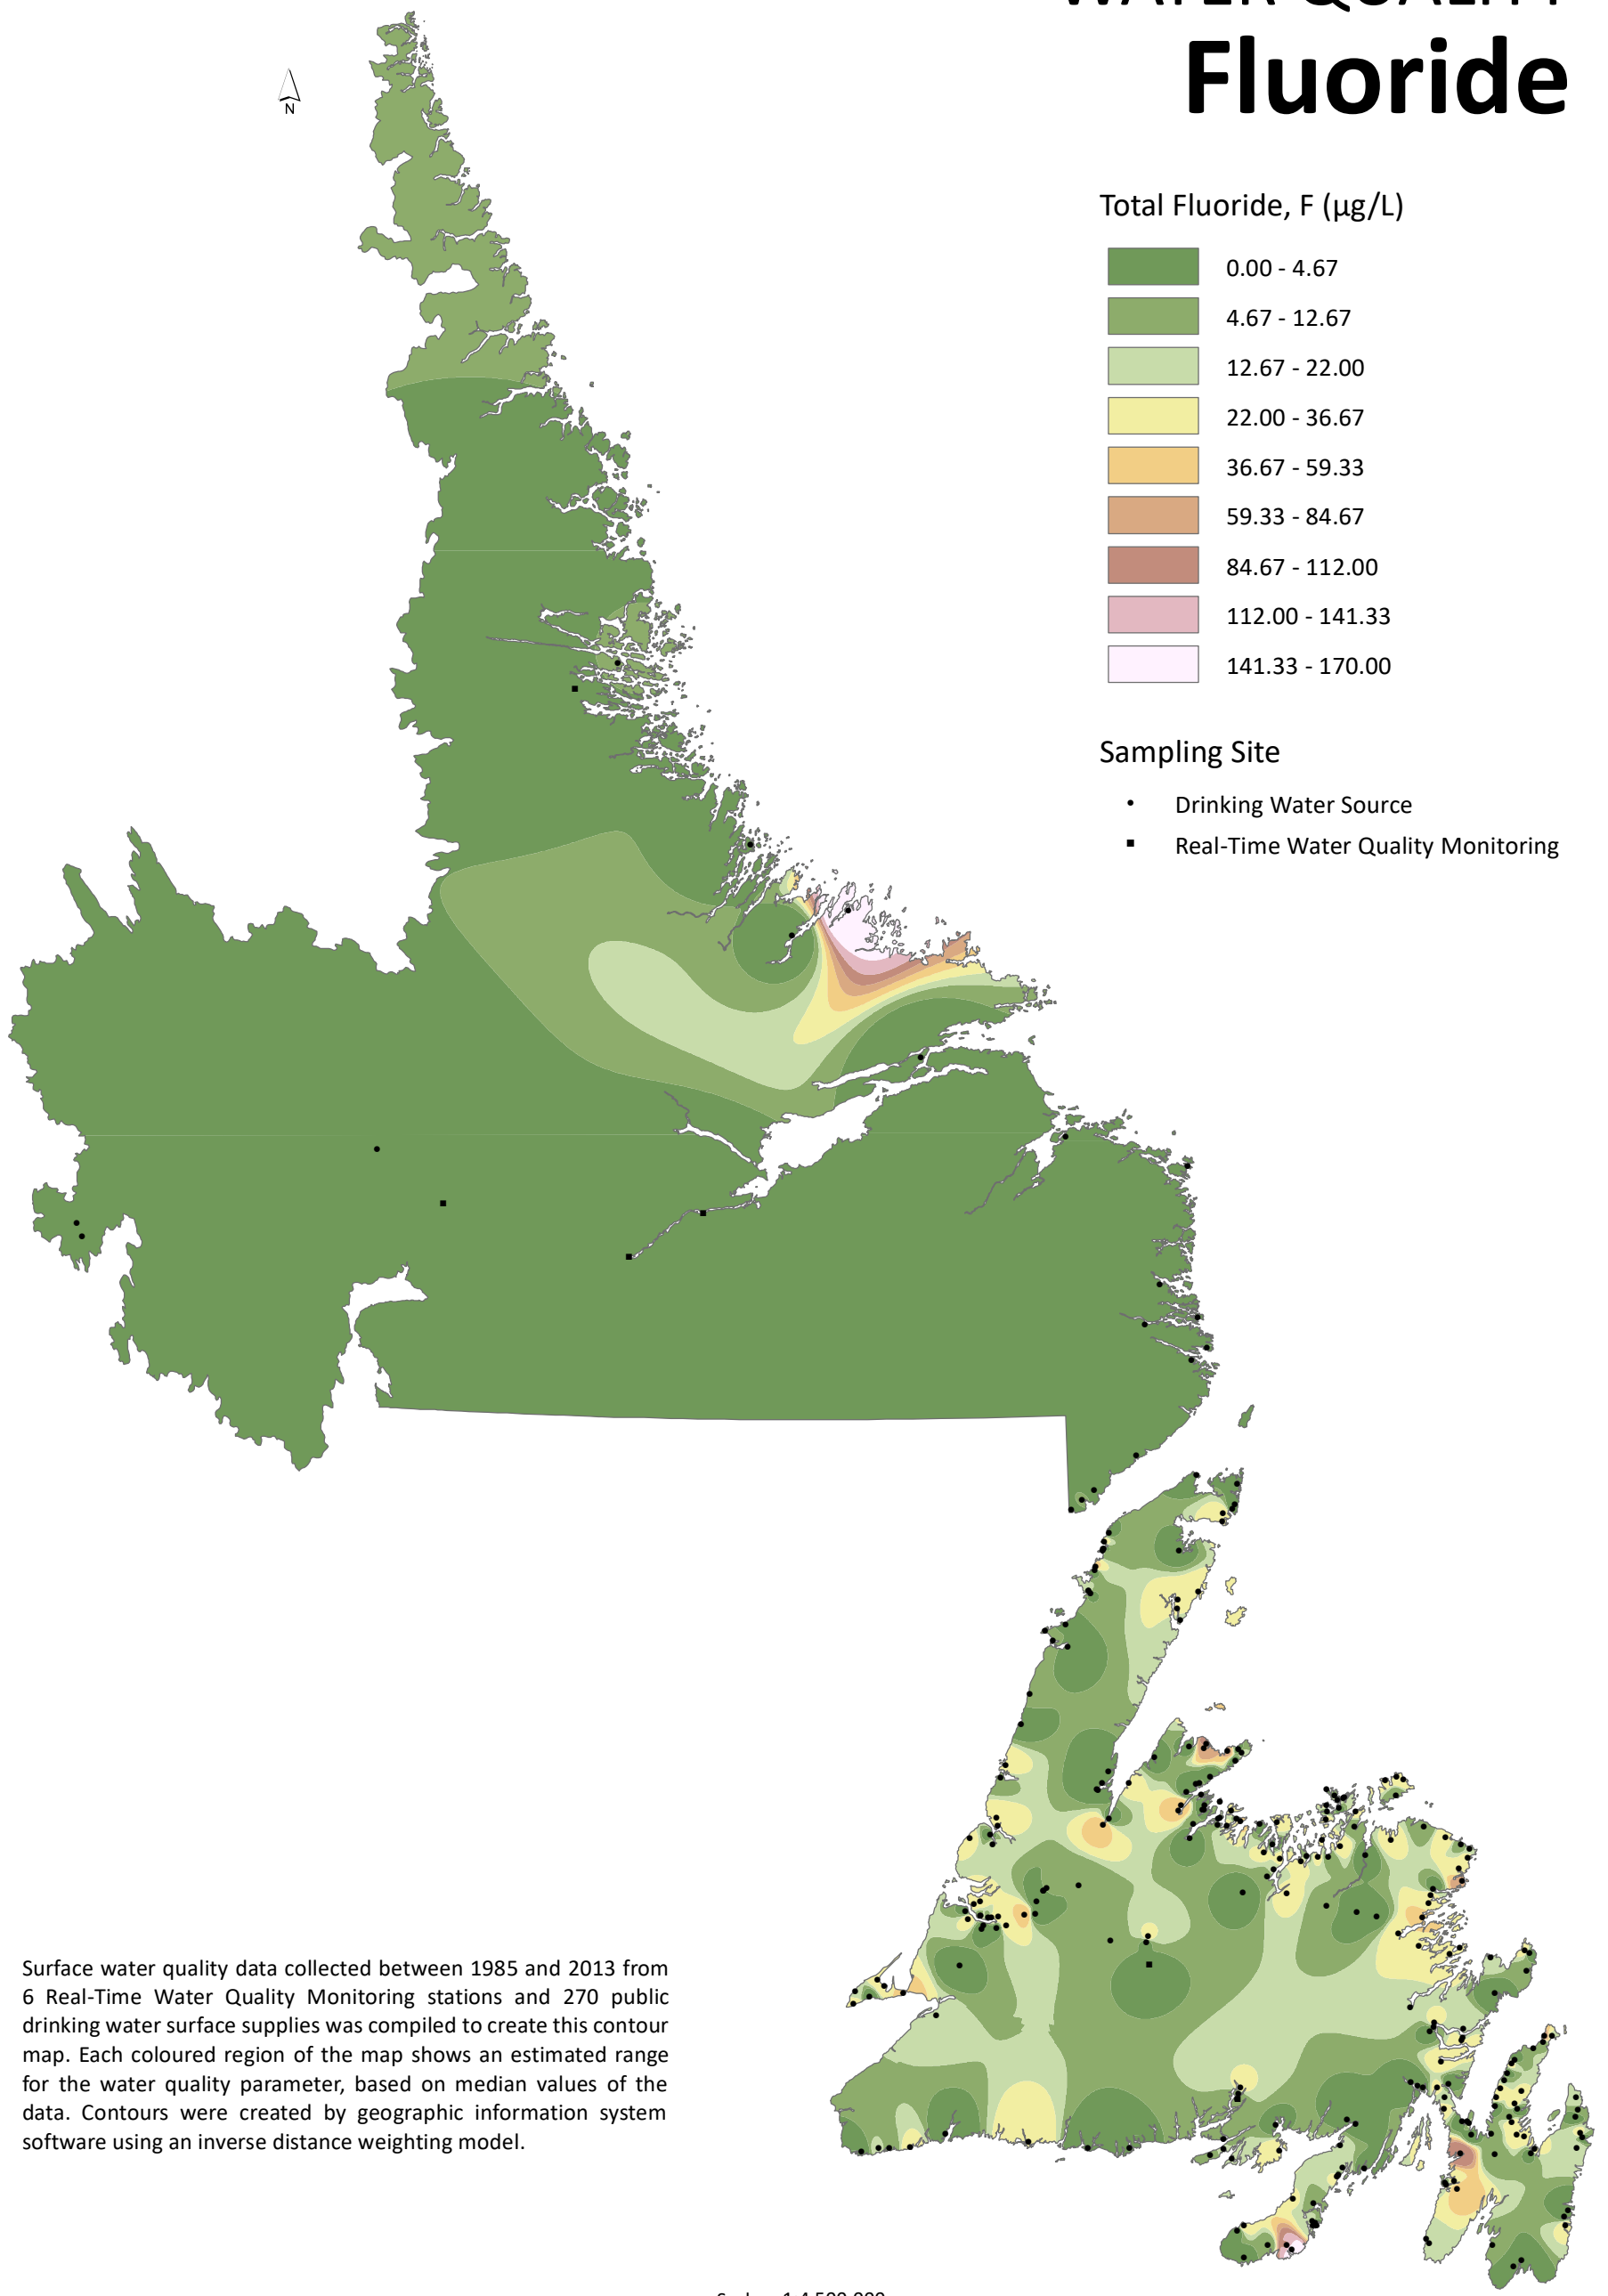 WATER QUALITY
Fluoride
N
Total Fluoride, F (µg/L)
0.00 - 4.67
4.67 - 12.67
12.67 - 22.00
22.00 - 36.67
36.67 - 59.33
59.33 - 84.67
84.67 - 112.00
112.00 - 141.33
141.33 - 170.00
Sampling Site
Drinking Water Source
Real-Time Water Quality Monitoring
Surface water quality data collected between 1985 and 2013 from
6 Real-Time Water Quality Monitoring stations and 270 public
drinking water surface supplies was compiled to create this contour
map. Each coloured region of the map shows an estimated range
for the water quality parameter, based on median values of the
data. Contours were created by geographic information system
software using an inverse distance weighting model.